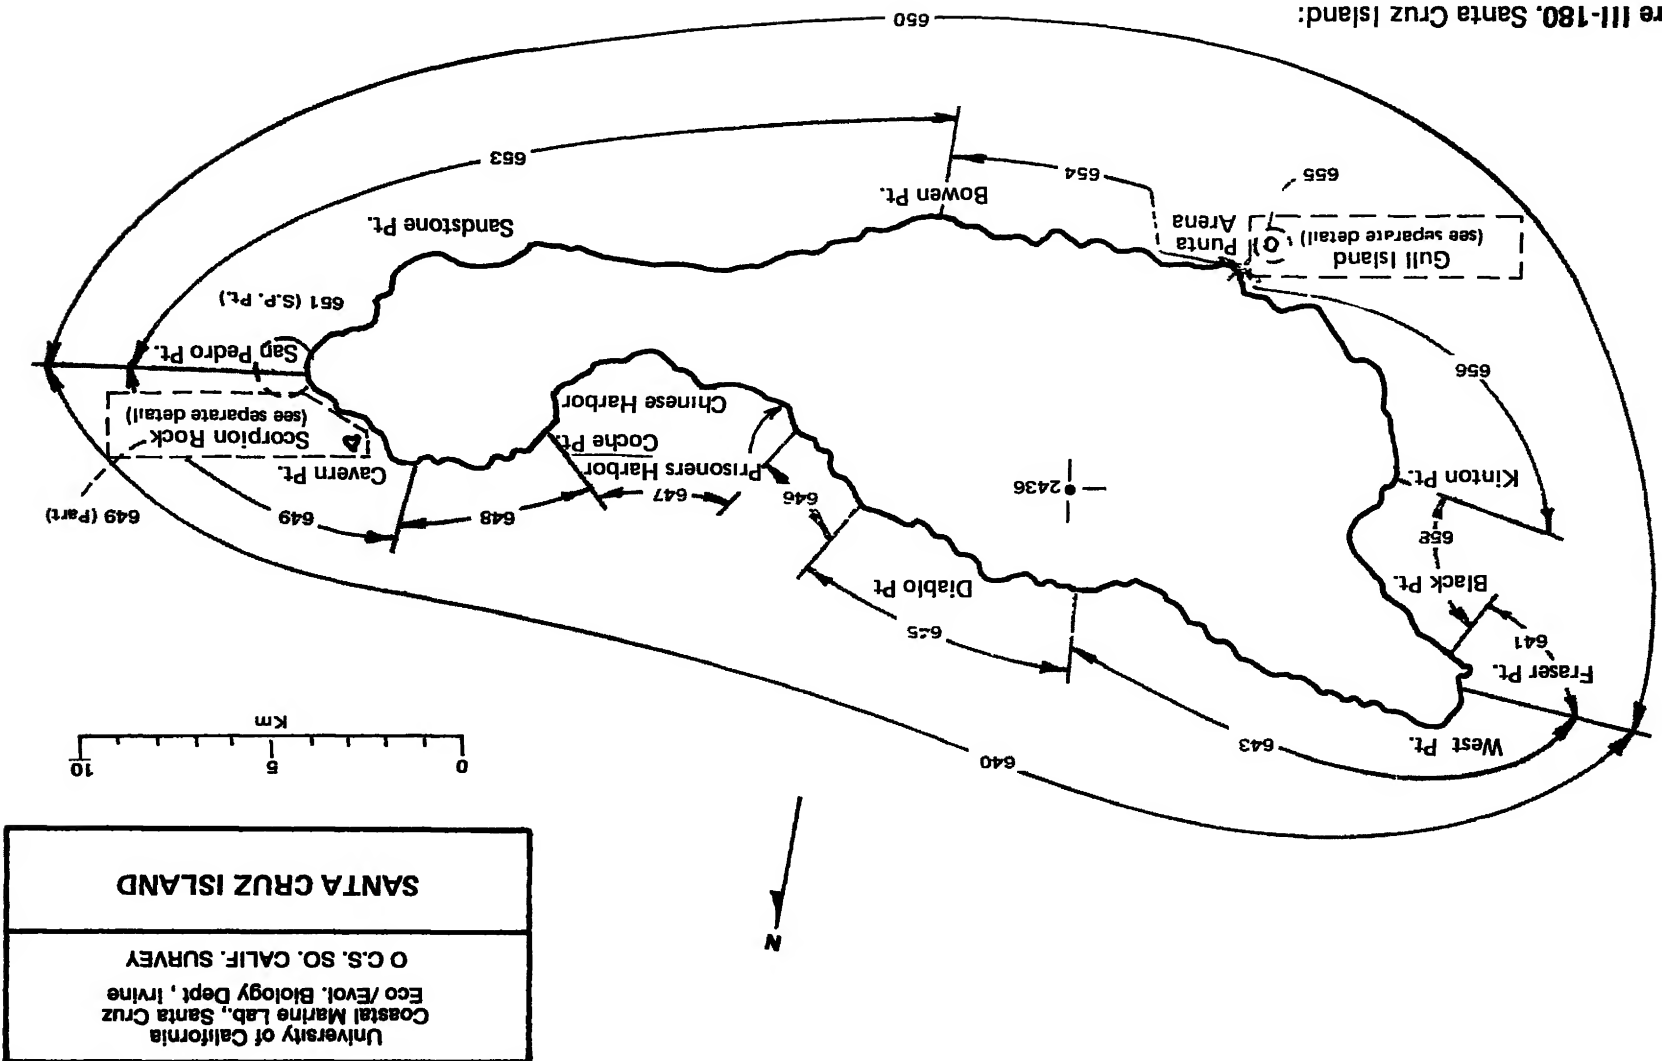 University of California
Coastal Marine Lab., Santa Cruz
Eco/Evol. Biology Dept, Irvine
O C.S. SO. CALIF. SURVEY
SANTA CRUZ ISLAND
N
0 5 10
Km
640
West Pt.
643
Fraser Pt.
641
Black Pt.
658
Kinton Pt.
656
645
Diablo Pt
2436
646
647
Prisoners Harbor
Coche Pt.
Chinese Harbor
648
649
649 (Part)
Cavern Pt.
Scorpion Rock
(see separate detail)
San Pedro Pt.
651 (S.P. Pt.)
Gull Island
(see separate detail)
Punta
Arena
655
654
Bowen Pt.
Sandstone Pt.
653
650
re III-180. Santa Cruz Island: